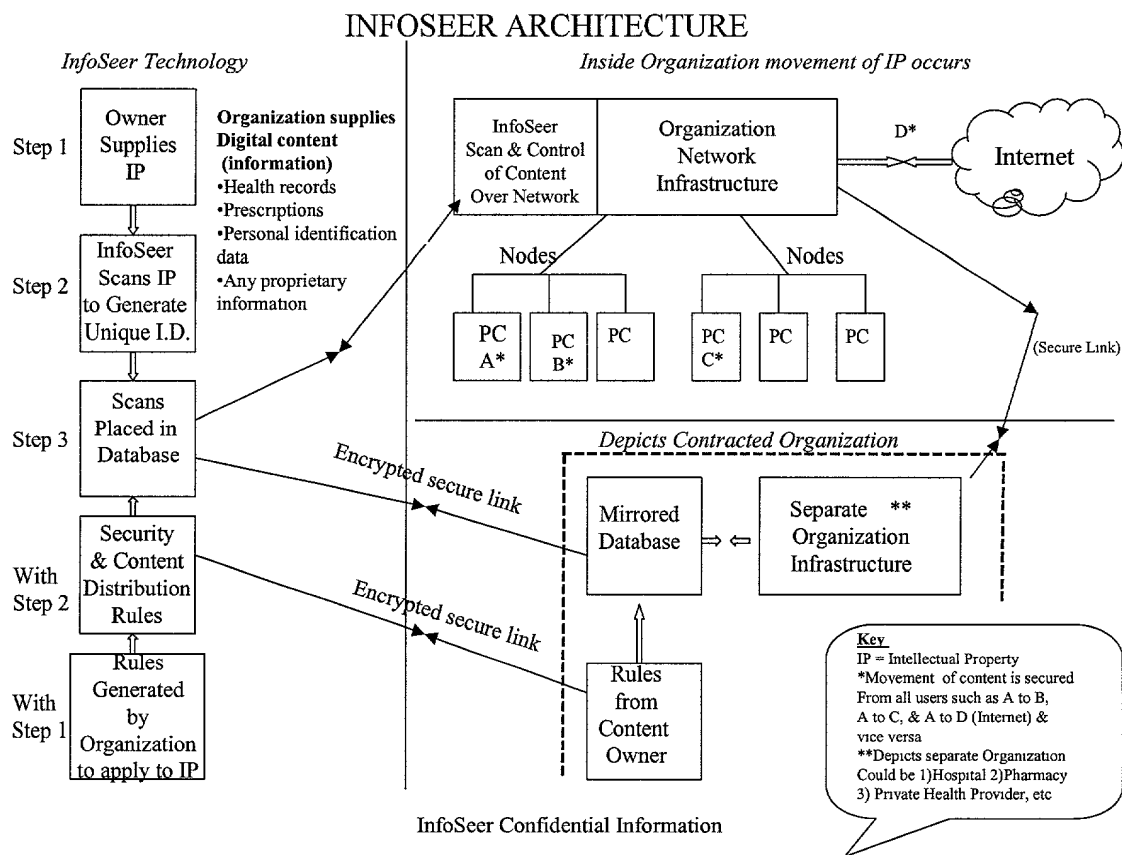 INFOSEER ARCHITECTURE
InfoSeer Technology
Inside Organization movement of IP occurs
Step 1
Owner
Supplies
IP
Organization supplies
Digital content
(information)
•Health records
•Prescriptions
•Personal identification
data
•Any proprietary
information
Step 2
InfoSeer
Scans IP
to Generate
Unique I.D.
Step 3
Scans
Placed in
Database
With
Step 2
Security
& Content
Distribution
Rules
With
Step 1
Rules
Generated
by
Organization
to apply to IP
InfoSeer
Scan & Control
of Content
Over Network
Organization
Network
Infrastructure
D*
Internet
Nodes
Nodes
PC
A*
PC
B*
PC
PC
C*
PC
PC
(Secure Link)
Depicts Contracted Organization
Encrypted secure link
Encrypted secure link
Mirrored
Database
Separate **
Organization
Infrastructure
Rules
from
Content
Owner
Key
IP = Intellectual Property
*Movement of content is secured
From all users such as A to B,
A to C, & A to D (Internet) &
vice versa
**Depicts separate Organization
Could be 1)Hospital 2)Pharmacy
3) Private Health Provider, etc
InfoSeer Confidential Information